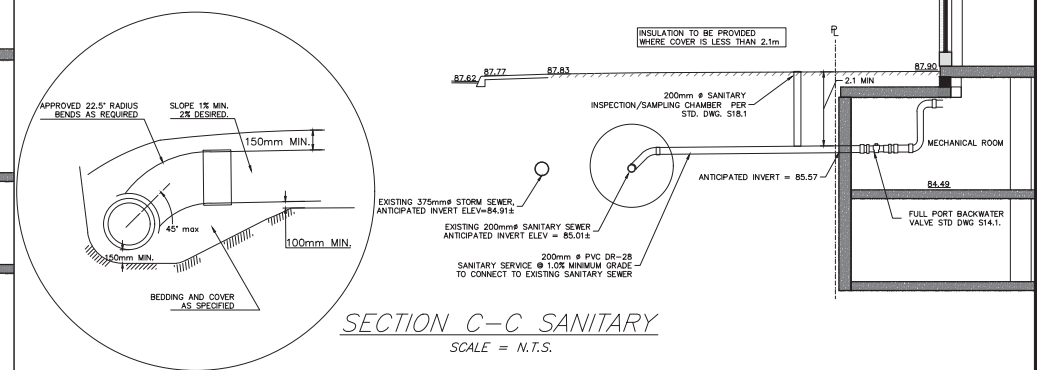 INSULATION TO BE PROVIDED
WHERE COVER IS LESS THAN 2.1m
87.62
87.77
87.83
87.90
2.1 MIN
APPROVED 22.5° RADIUS
BENDS AS REQUIRED
SLOPE 1% MIN.
2% DESIRED.
150mm MIN.
200mm ø SANITARY
INSPECTION/SAMPLING CHAMBER PER
STD. DWG. S18.1
MECHANICAL ROOM
ANTICIPATED INVERT = 85.57
84.49
EXISTING 375mmø STORM SEWER,
ANTICIPATED INVERT ELEV=84.91±
EXISTING 200mmø SANITARY SEWER
ANTICIPATED INVERT ELEV = 85.01±
FULL PORT BACKWATER
VALVE STD DWG S14.1.
45° max
100mm MIN.
150mm MIN.
200mm ø PVC DR-28
SANITARY SERVICE @ 1.0% MINIMUM GRADE
TO CONNECT TO EXISTING SANITARY SEWER
BEDDING AND COVER
AS SPECIFIED
SECTION C-C SANITARY
SCALE = N.T.S.